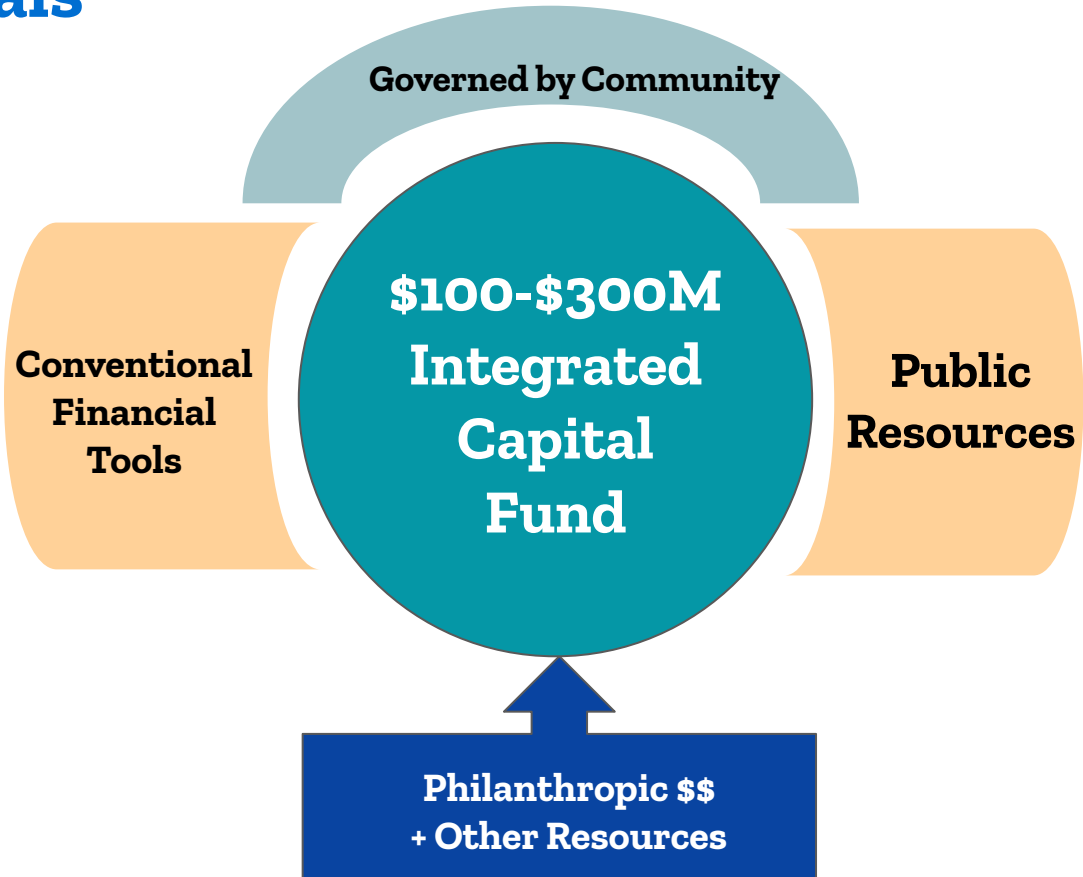 Governed by Community
$100-$300M
Integrated
Capital
Fund
Conventional
Financial
Tools
Public
Resources
Philanthropic $$
+ Other Resources